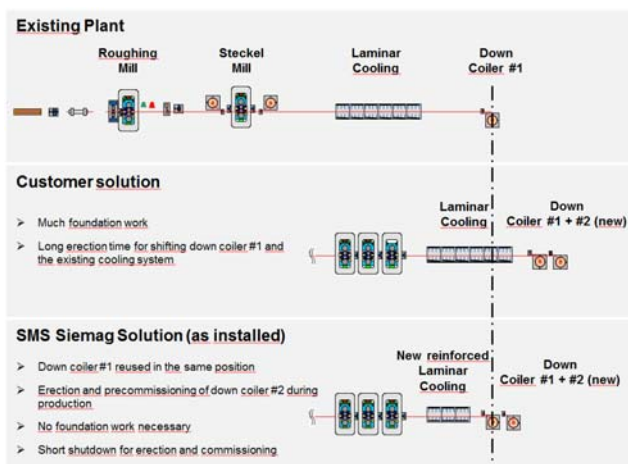 Existing Plant
Roughing
Mill
Steckel
Mill
Laminar
Cooling
Down
Coiler #1
Customer solution
➢ Much foundation work
➢ Long erection time for shifting down coiler #1 and
the existing cooling system
Laminar
Cooling
Down
Coiler #1 + #2 (new)
SMS Siemag Solution (as installed)
➢ Down coiler #1 reused in the same position
➢ Erection and precommissioning of down coiler #2 during
production
➢ No foundation work necessary
➢ Short shutdown for erection and commissioning
New reinforced
Laminar
Cooling
Down
Coiler #1 + #2 (new)